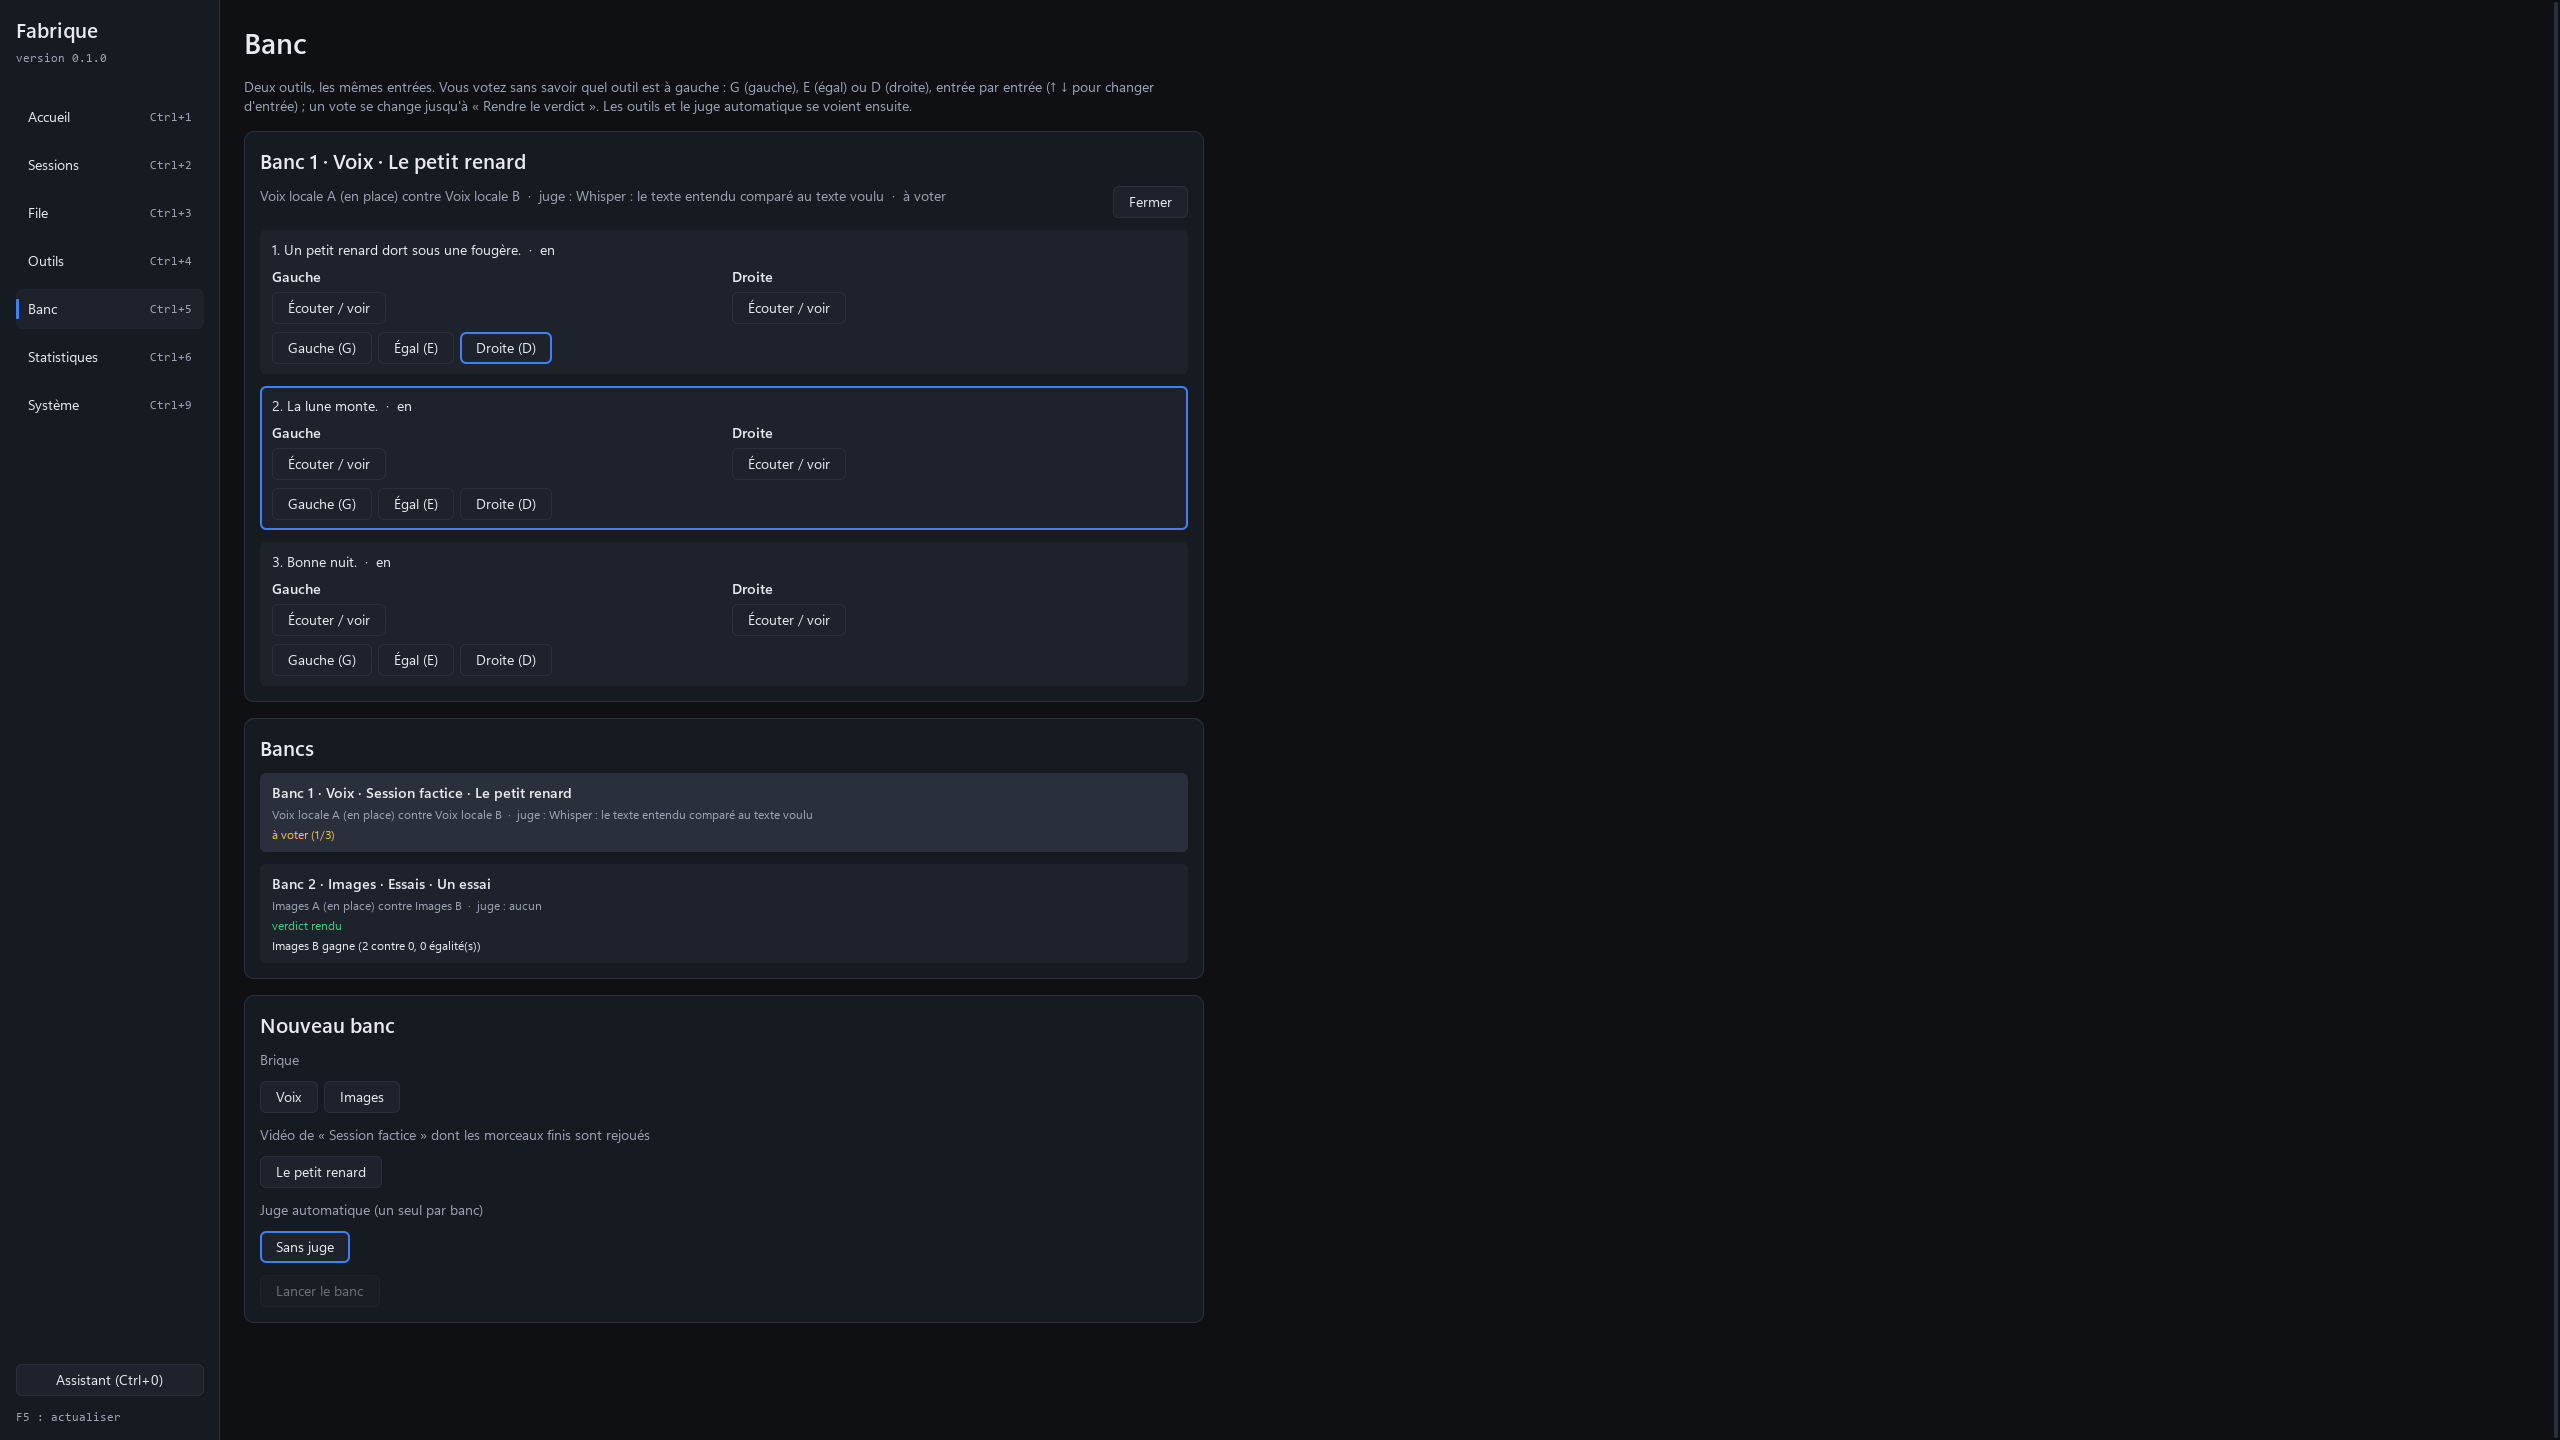 Fabrique
version 0.1.0
Accueil Ctrl+1
Sessions Ctrl+2
File Ctrl+3
Outils Ctrl+4
Banc Ctrl+5
Statistiques Ctrl+6
Système Ctrl+9
Assistant (Ctrl+0)
F5 : actualiser
Banc
Deux outils, les mêmes entrées. Vous votez sans savoir quel outil est à gauche : G (gauche), E (égal) ou D (droite), entrée par entrée (↑ ↓ pour changer
d'entrée) ; un vote se change jusqu'à « Rendre le verdict ». Les outils et le juge automatique se voient ensuite.
Banc 1 · Voix · Le petit renard
Voix locale A (en place) contre Voix locale B · juge : Whisper : le texte entendu comparé au texte voulu · à voter
Fermer
1. Un petit renard dort sous une fougère. · en
Gauche Droite
Écouter / voir Écouter / voir
Gauche (G) Égal (E) Droite (D)
2. La lune monte. · en
Gauche Droite
Écouter / voir Écouter / voir
Gauche (G) Égal (E) Droite (D)
3. Bonne nuit. · en
Gauche Droite
Écouter / voir Écouter / voir
Gauche (G) Égal (E) Droite (D)
Bancs
Banc 1 · Voix · Session factice · Le petit renard
Voix locale A (en place) contre Voix locale B · juge : Whisper : le texte entendu comparé au texte voulu
à voter (1/3)
Banc 2 · Images · Essais · Un essai
Images A (en place) contre Images B · juge : aucun
verdict rendu
Images B gagne (2 contre 0, 0 égalité(s))
Nouveau banc
Brique
Voix Images
Vidéo de « Session factice » dont les morceaux finis sont rejoués
Le petit renard
Juge automatique (un seul par banc)
Sans juge
Lancer le banc